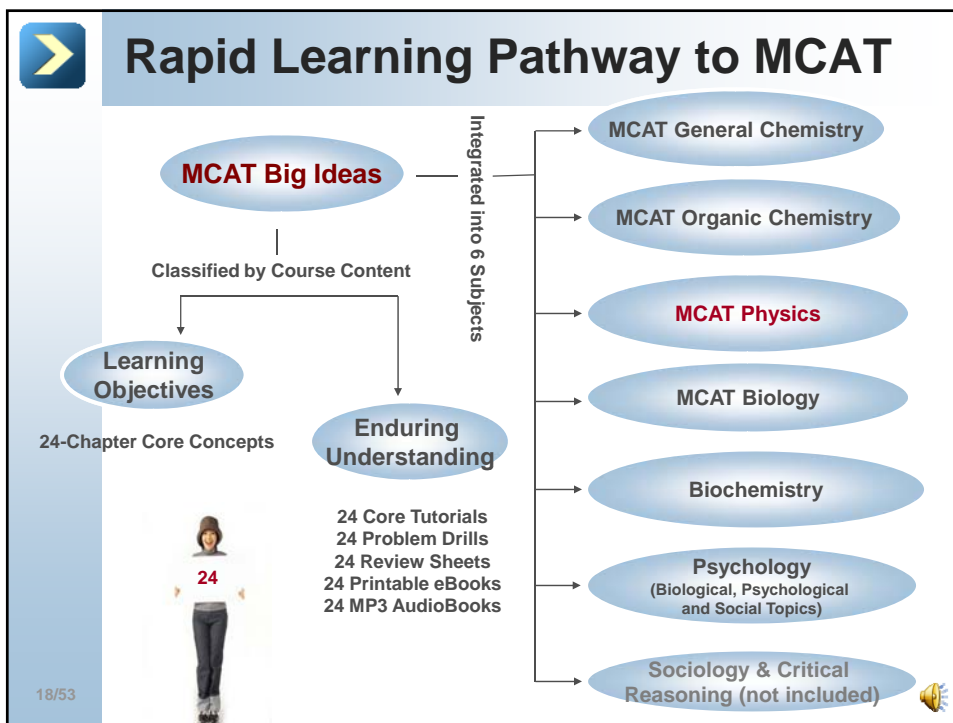 Rapid Learning Pathway to MCAT
MCAT Big Ideas
Integrated into 6 Subjects
Classified by Course Content
Learning
Objectives
24-Chapter Core Concepts
Enduring
Understanding
24 Core Tutorials
24 Problem Drills
24 Review Sheets
24 Printable eBooks
24 MP3 AudioBooks
24
MCAT General Chemistry
MCAT Organic Chemistry
MCAT Physics
MCAT Biology
Biochemistry
Psychology
(Biological, Psychological
and Social Topics)
Sociology & Critical
Reasoning (not included)
18/53